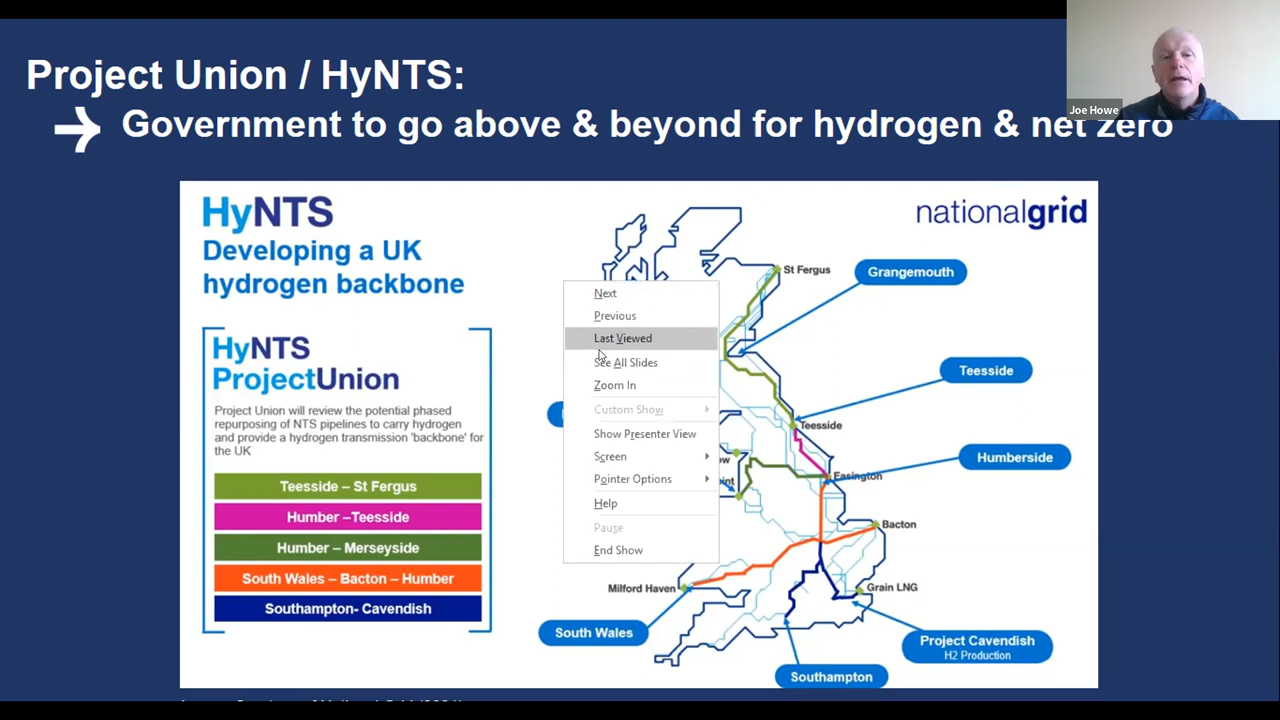 Project Union / HyNTS:
Government to go above & beyond for hydrogen & net zero
Joe Howe
HyNTS
Developing a UK
hydrogen backbone
HyNTS
ProjectUnion
Project Union will review the potential phased
repurposing of NTS pipelines to carry hydrogen
and provide a hydrogen transmission 'backbone' for
the UK
Teesside – St Fergus
Humber –Teesside
Humber – Merseyside
South Wales – Bacton – Humber
Southampton- Cavendish
nationalgrid
St Fergus
Grangemouth
Teesside
Teesside
Humberside
Easington
Bacton
Grain LNG
Milford Haven
South Wales
Project Cavendish
H2 Production
Southampton
Next
Previous
Last Viewed
See All Slides
Zoom In
Custom Show
Show Presenter View
Screen
Pointer Options
Help
Pause
End Show